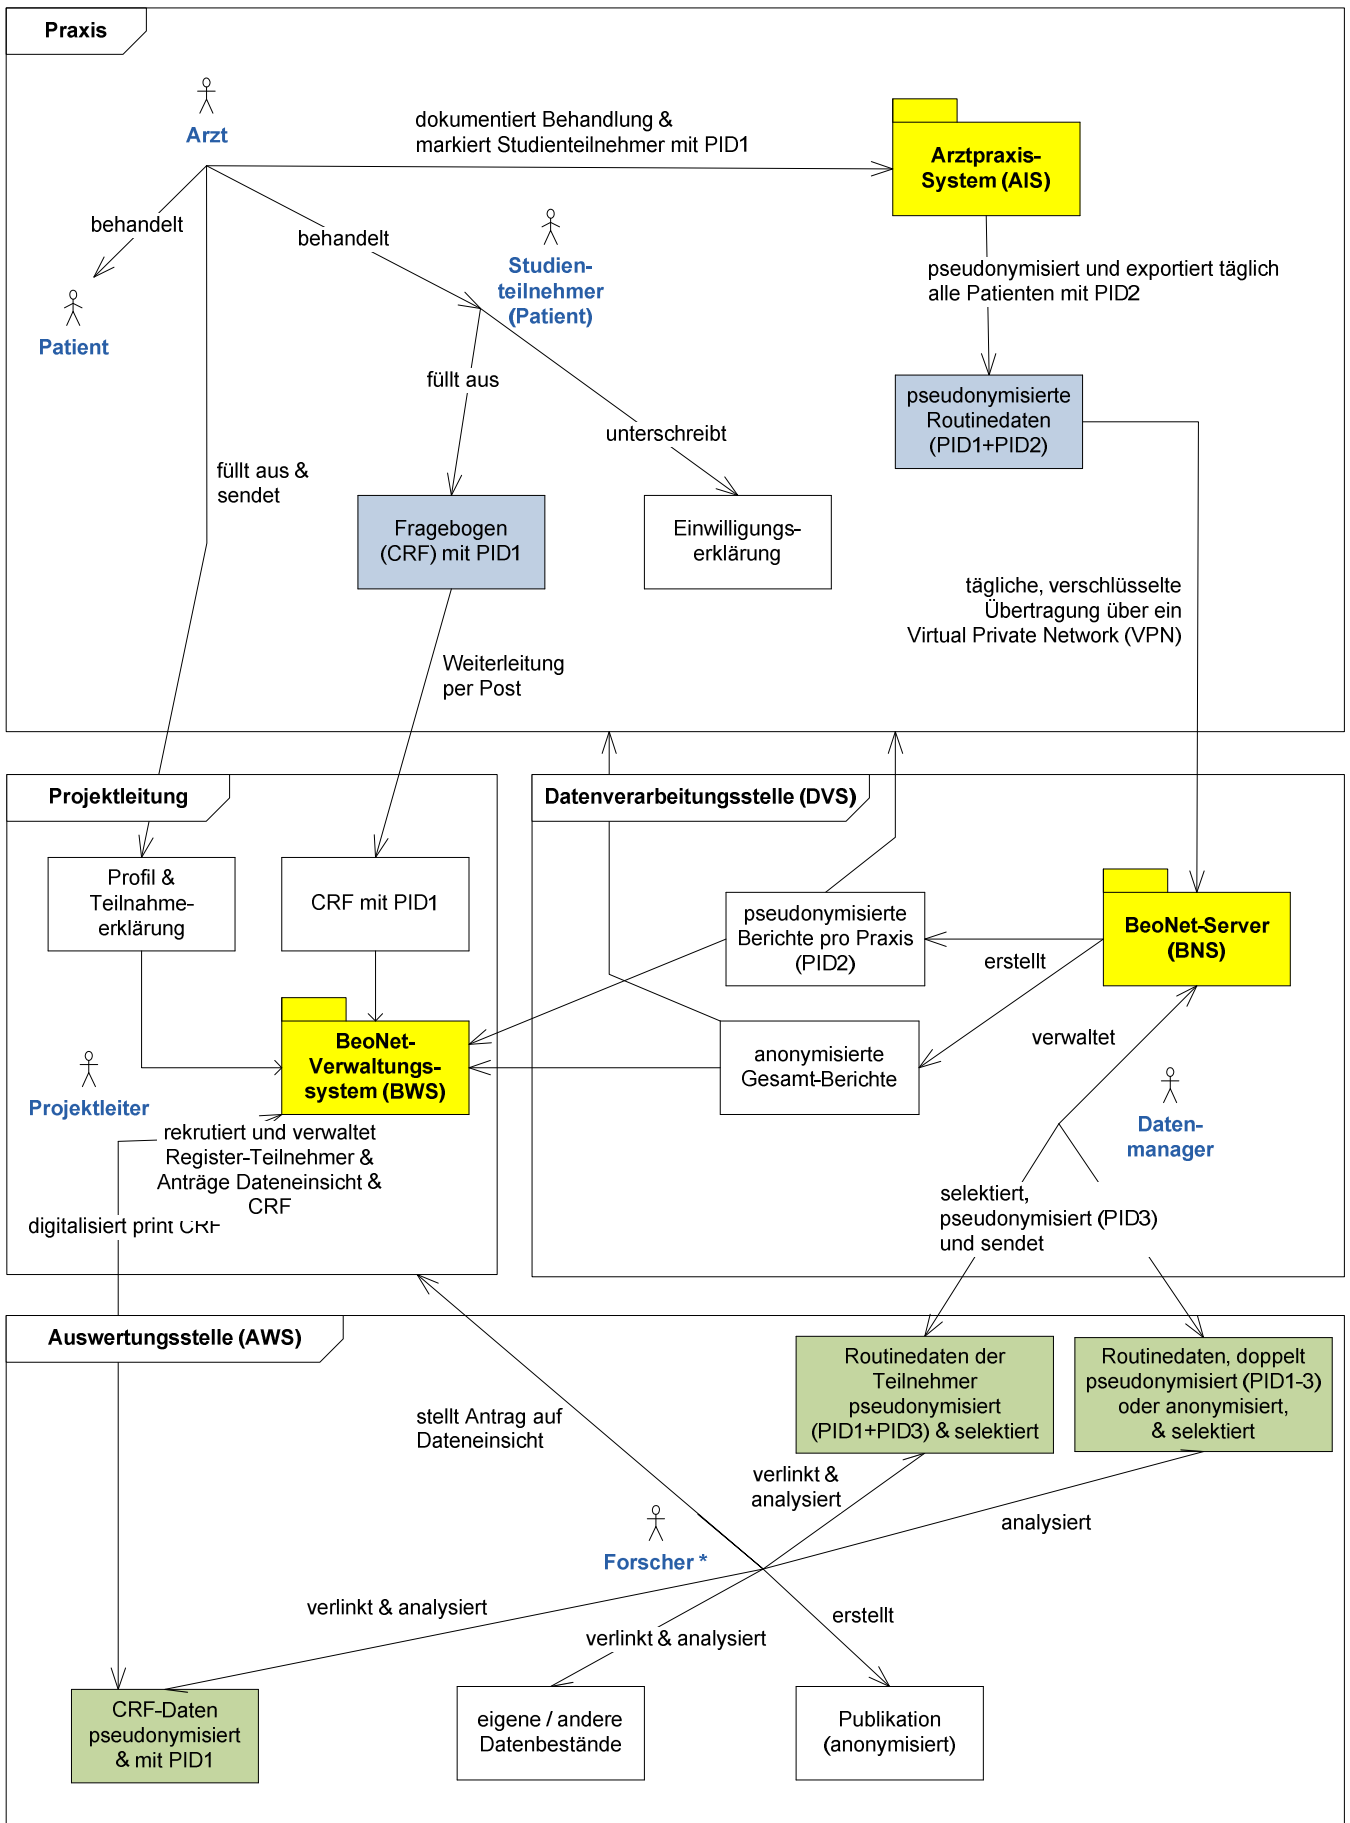 Praxis
Arzt
dokumentiert Behandlung &
markiert Studienteilnehmer mit PID1
Arztpraxis-
System (AIS)
behandelt
behandelt
Studien-
teilnehmer
(Patient)
Patient
pseudonymisiert und exportiert täglich
alle Patienten mit PID2
füllt aus
unterschreibt
pseudonymisierte
Routinedaten
(PID1+PID2)
füllt aus &
sendet
Fragebogen
(CRF) mit PID1
Einwilligungs-
erklärung
tägliche, verschlüsselte
Übertragung über ein
Virtual Private Network (VPN)
Weiterleitung
per Post
Projektleitung
Profil &
Teilnahme-
erklärung
CRF mit PID1
BeoNet-
Verwaltungs-
system (BWS)
Projektleiter
rekrutiert und verwaltet
Register-Teilnehmer &
Anträge Dateneinsicht &
CRF
digitalisiert print CRF
Datenverarbeitungsstelle (DVS)
pseudonymisierte
Berichte pro Praxis
(PID2)
erstellt
BeoNet-Server
(BNS)
anonymisierte
Gesamt-Berichte
verwaltet
Daten-
manager
selektiert,
pseudonymisiert (PID3)
und sendet
Auswertungsstelle (AWS)
Routinedaten der
Teilnehmer
pseudonymisiert
(PID1+PID3) & selektiert
Routinedaten, doppelt
pseudonymisiert (PID1-3)
oder anonymisiert,
& selektiert
stellt Antrag auf
Dateneinsicht
verlinkt &
analysiert
analysiert
Forscher *
verlinkt & analysiert
verlinkt & analysiert
erstellt
CRF-Daten
pseudonymisiert
& mit PID1
eigene / andere
Datenbestände
Publikation
(anonymisiert)